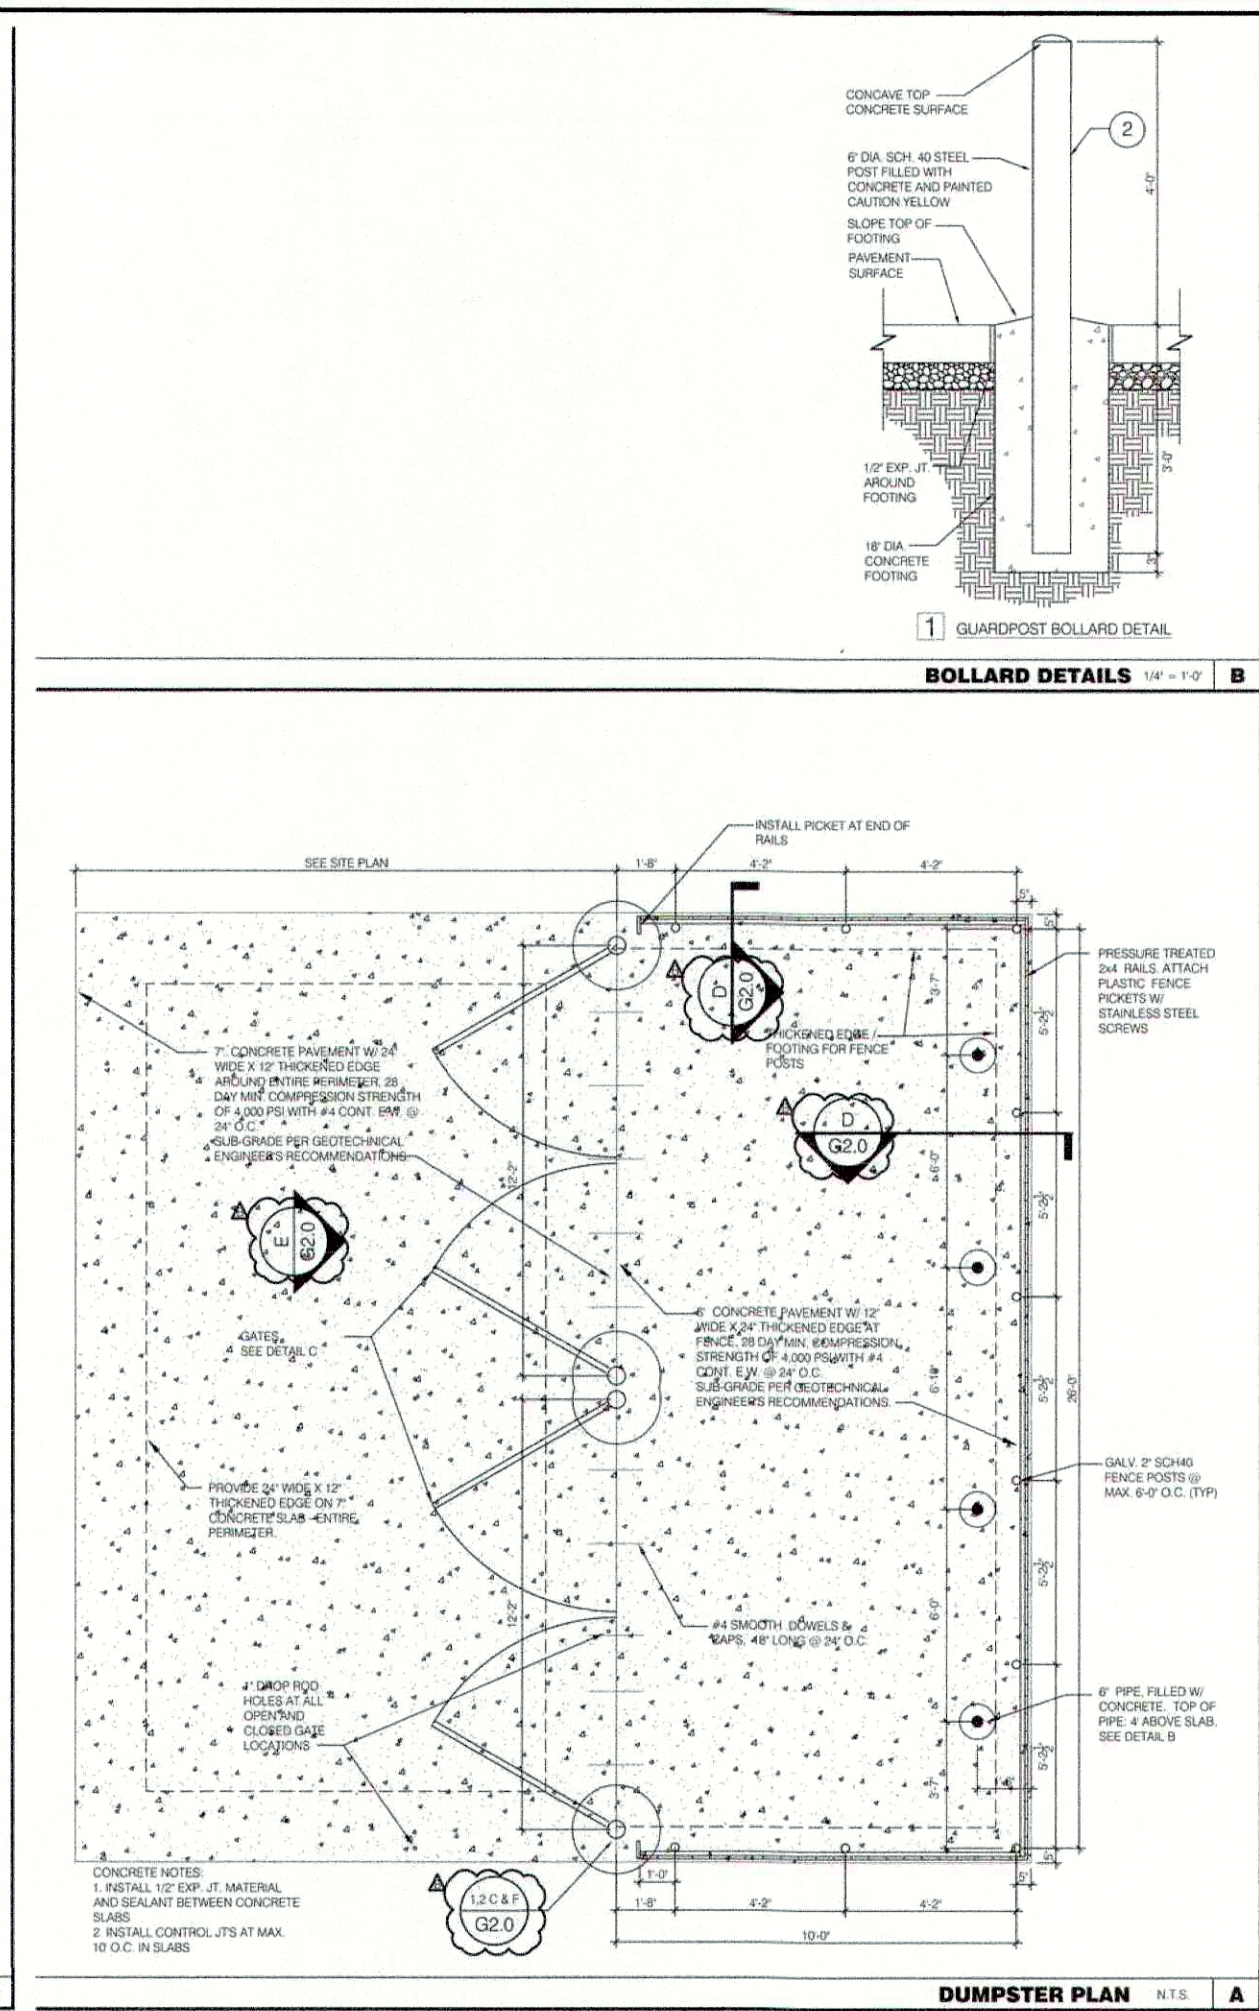 CONCAVE TOP
CONCRETE SURFACE
2
6" DIA. SCH. 40 STEEL
POST FILLED WITH
CONCRETE AND PAINTED
CAUTION YELLOW
4'-0"
SLOPE TOP OF
FOOTING
PAVEMENT
SURFACE
1/2" EXP. JT.
AROUND
FOOTING
3'-0"
18" DIA.
CONCRETE
FOOTING
3"
1 GUARDPOST BOLLARD DETAIL
BOLLARD DETAILS 1/4" = 1'-0" B
INSTALL PICKET AT END OF
RAILS
SEE SITE PLAN
1'-8"
4'-2"
4'-2"
5"
5"
PRESSURE TREATED
2x4 RAILS. ATTACH
PLASTIC FENCE
PICKETS W/
STAINLESS STEEL
SCREWS
D
G2.0
3'-7"
5'-2½"
THICKENED EDGE /
FOOTING FOR FENCE
POSTS
7" CONCRETE PAVEMENT W/ 24"
WIDE X 12" THICKENED EDGE
AROUND ENTIRE PERIMETER, 28
DAY MIN. COMPRESSION STRENGTH
OF 4,000 PSI WITH #4 CONT. E.W. @
24" O.C.
SUB-GRADE PER GEOTECHNICAL
ENGINEER'S RECOMMENDATIONS.
D
G2.0
12'-2"
6'-0"
5'-2½"
E
G2.0
GATES,
SEE DETAIL C
6" CONCRETE PAVEMENT W/ 12"
WIDE X 24" THICKENED EDGE AT
FENCE, 28 DAY MIN. COMPRESSION
STRENGTH OF 4,000 PSI WITH #4
CONT. E.W. @ 24" O.C.
SUB-GRADE PER GEOTECHNICAL
ENGINEER'S RECOMMENDATIONS.
6'-10"
5'-2½"
26'-0"
GALV. 2" SCH40
FENCE POSTS @
MAX. 6'-0" O.C. (TYP)
PROVIDE 24" WIDE X 12"
THICKENED EDGE ON 7"
CONCRETE SLAB - ENTIRE
PERIMETER.
5'-2½"
12'-2"
6'-0"
#4 SMOOTH DOWELS &
CAPS, 18" LONG @ 24" O.C.
1" DROP ROD
HOLES AT ALL
OPEN AND
CLOSED GATE
LOCATIONS
6" PIPE, FILLED W/
CONCRETE. TOP OF
PIPE: 4' ABOVE SLAB.
SEE DETAIL B
3'-7"
5'-2½"
5"
CONCRETE NOTES:
1. INSTALL 1/2" EXP. JT. MATERIAL
AND SEALANT BETWEEN CONCRETE
SLABS
2. INSTALL CONTROL JT'S AT MAX.
10' O.C. IN SLABS
1,2 C & F
G2.0
1'-0"
5"
1'-8"
4'-2"
4'-2"
10'-0"
DUMPSTER PLAN N.T.S. A